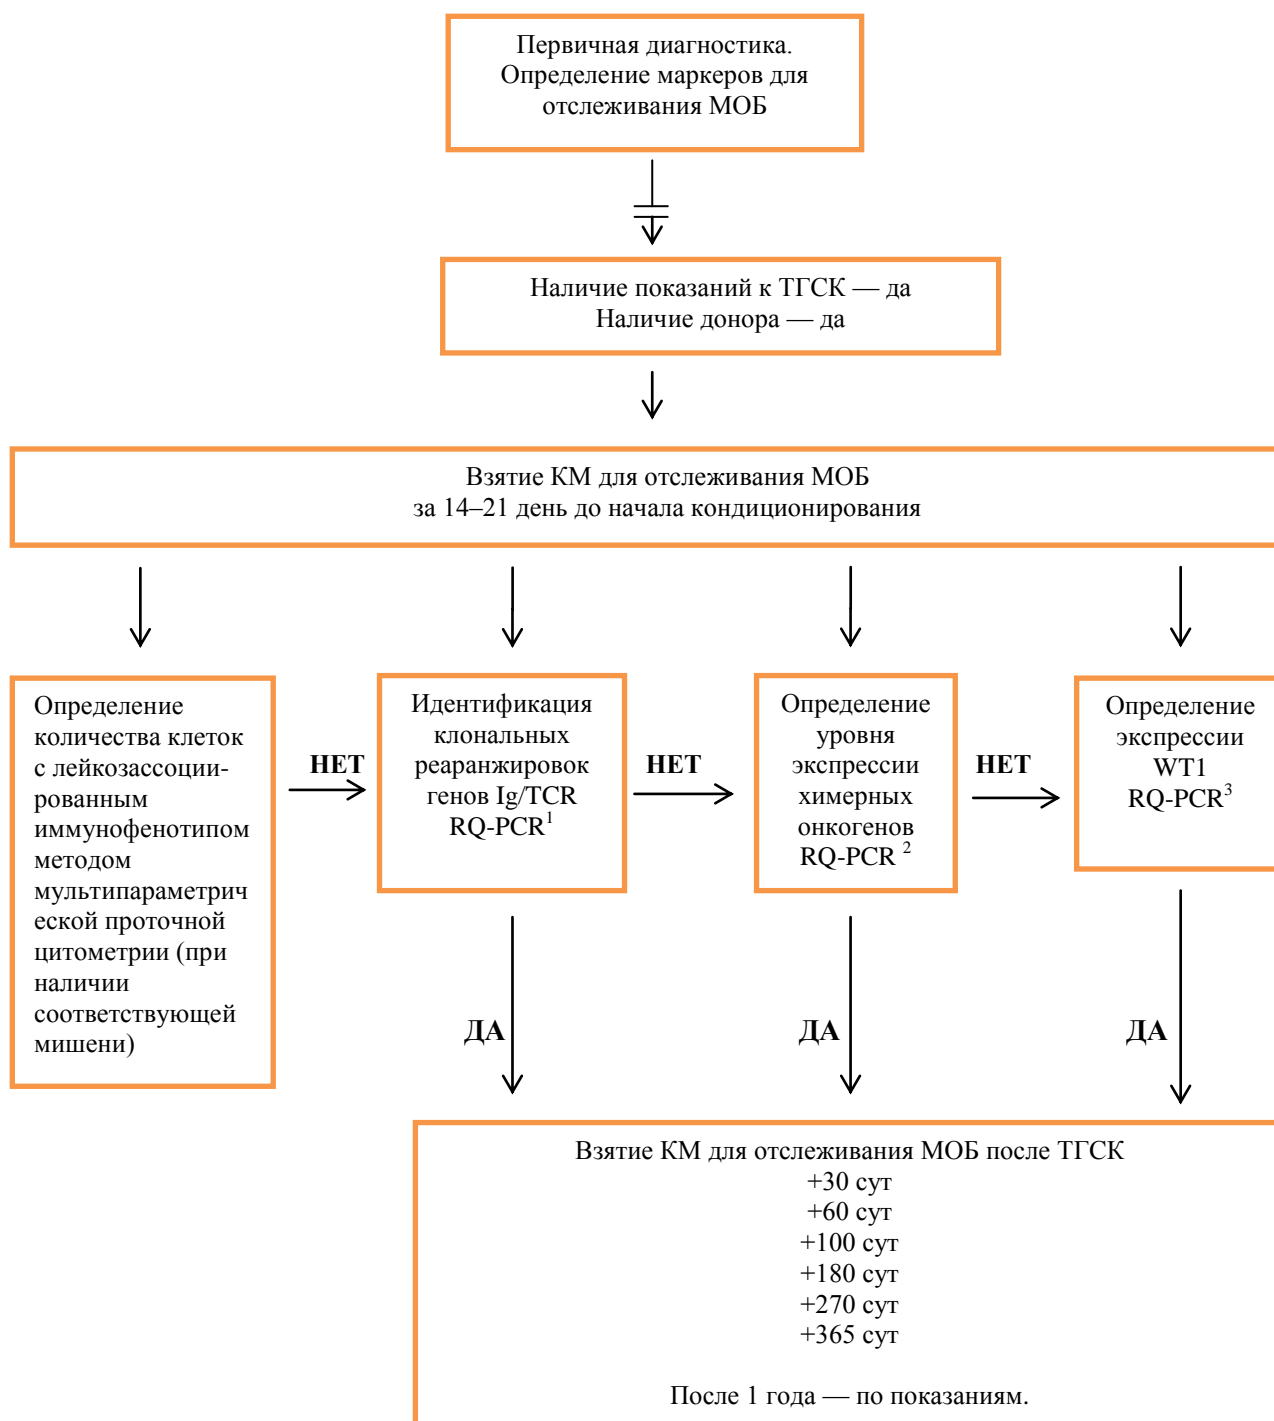 Первичная диагностика.
Определение маркеров для
отслеживания МОБ
Наличие показаний к ТГСК — да
Наличие донора — да
Взятие КМ для отслеживания МОБ
за 14–21 день до начала кондиционирования
Определение
количества клеток
с лейкозассоции-
рованным
иммунофенотипом
методом
мультипараметрич
еской проточной
цитометрии (при
наличии
соответствующей
мишени)
НЕТ
Идентификация
клональных
реаранжировок
генов Ig/TCR
RQ-PCR1
НЕТ
Определение
уровня
экспрессии
химерных
онкогенов
RQ-PCR 2
НЕТ
Определение
экспрессии
WT1
RQ-PCR3
ДА
ДА
ДА
Взятие КМ для отслеживания МОБ после ТГСК
+30 сут
+60 сут
+100 сут
+180 сут
+270 сут
+365 сут
После 1 года — по показаниям.